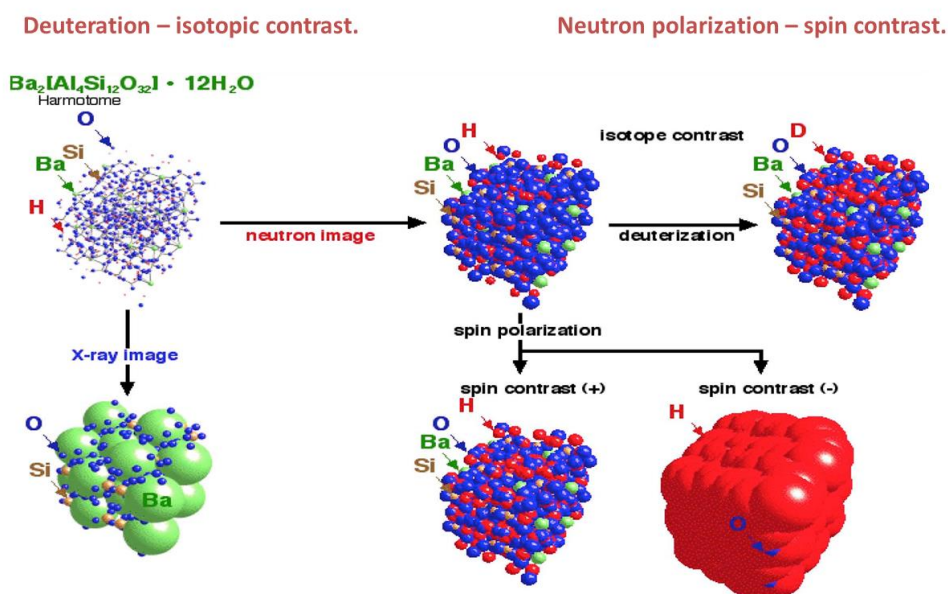 Deuteration – isotopic contrast.
Neutron polarization – spin contrast.
Ba₂[Al₄Si₁₂O₃₂] • 12H₂O
Harmotome
O
Si
Ba
H
neutron image
H
O
Ba
Si
isotope contrast
deuterization
D
O
Ba
Si
X-ray image
spin polarization
spin contrast (+)
spin contrast (-)
O
Si
Ba
H
O
Ba
Si
H
O